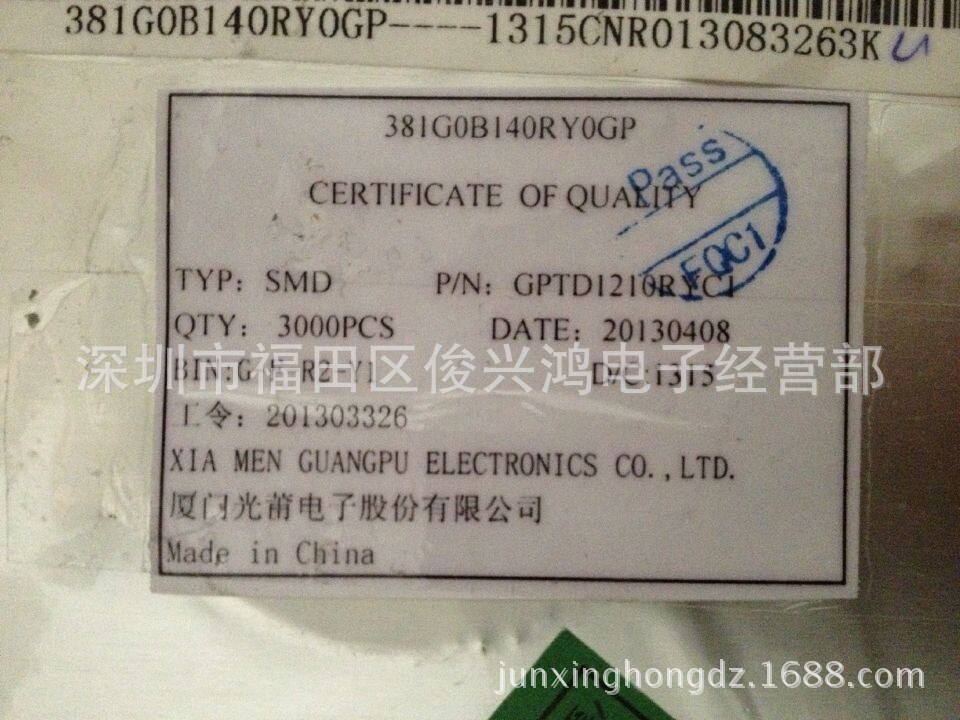 381G0B140RY0GP----1315CNR013083263K
381G0B140RY0GP
CERTIFICATE OF QUALITY
Pass
FQC1
TYP: SMD P/N: GPTD1210RYC1
QTY: 3000PCS DATE: 20130408
D/C:1315
深圳市福田区俊兴鸿电子经营部
工令: 201303326
XIA MEN GUANGPU ELECTRONICS CO.,LTD.
厦门光莆电子股份有限公司
Made in China
junxinghongdz.1688.com